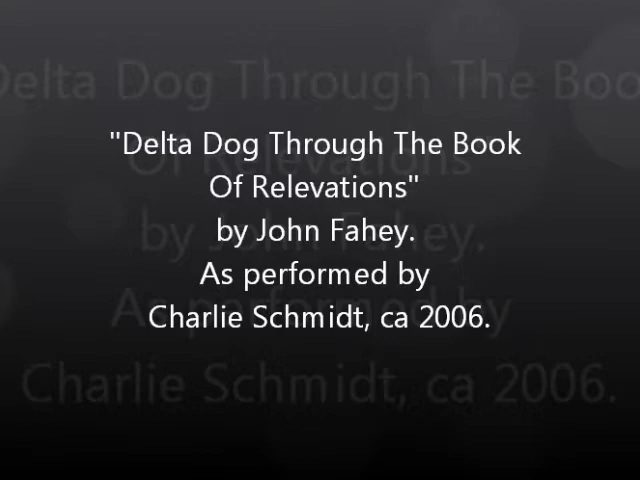 "Delta Dog Through The Book
Of Relevations"
by John Fahey.
As performed by
Charlie Schmidt, ca 2006.